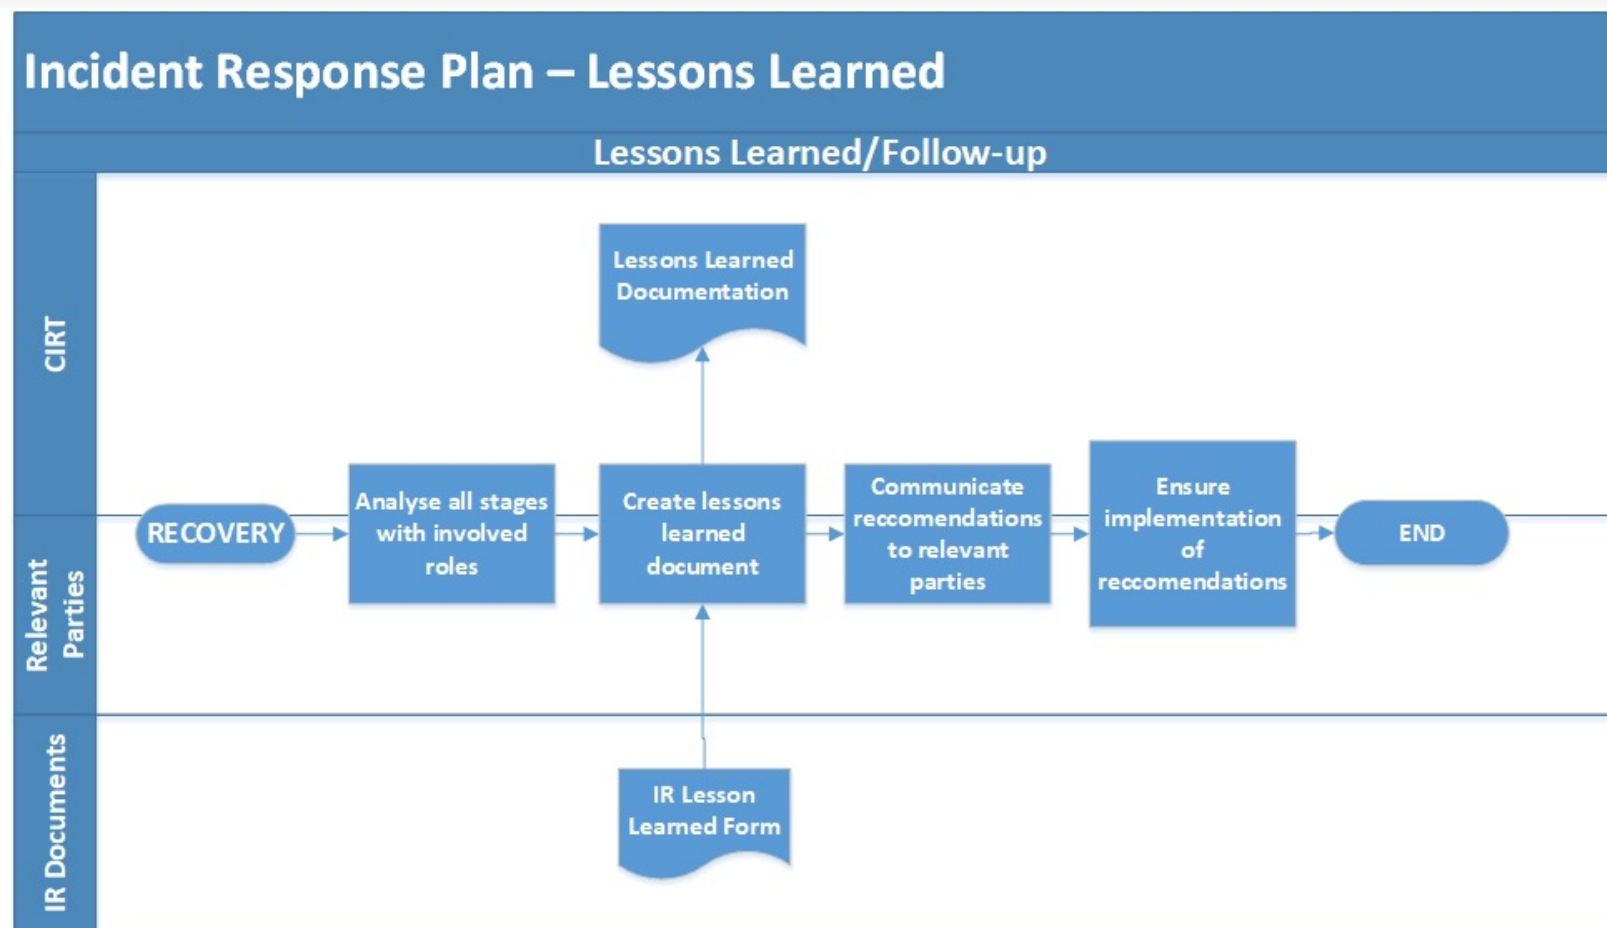 Incident Response Plan – Lessons Learned
Lessons Learned/Follow-up
CIRT
Lessons Learned
Documentation
RECOVERY
Analyse all stages
with involved
roles
Create lessons
learned
document
Communicate
reccomendations
to relevant
parties
Ensure
implementation
of
reccomendations
END
Relevant
Parties
IR Documents
IR Lesson
Learned Form